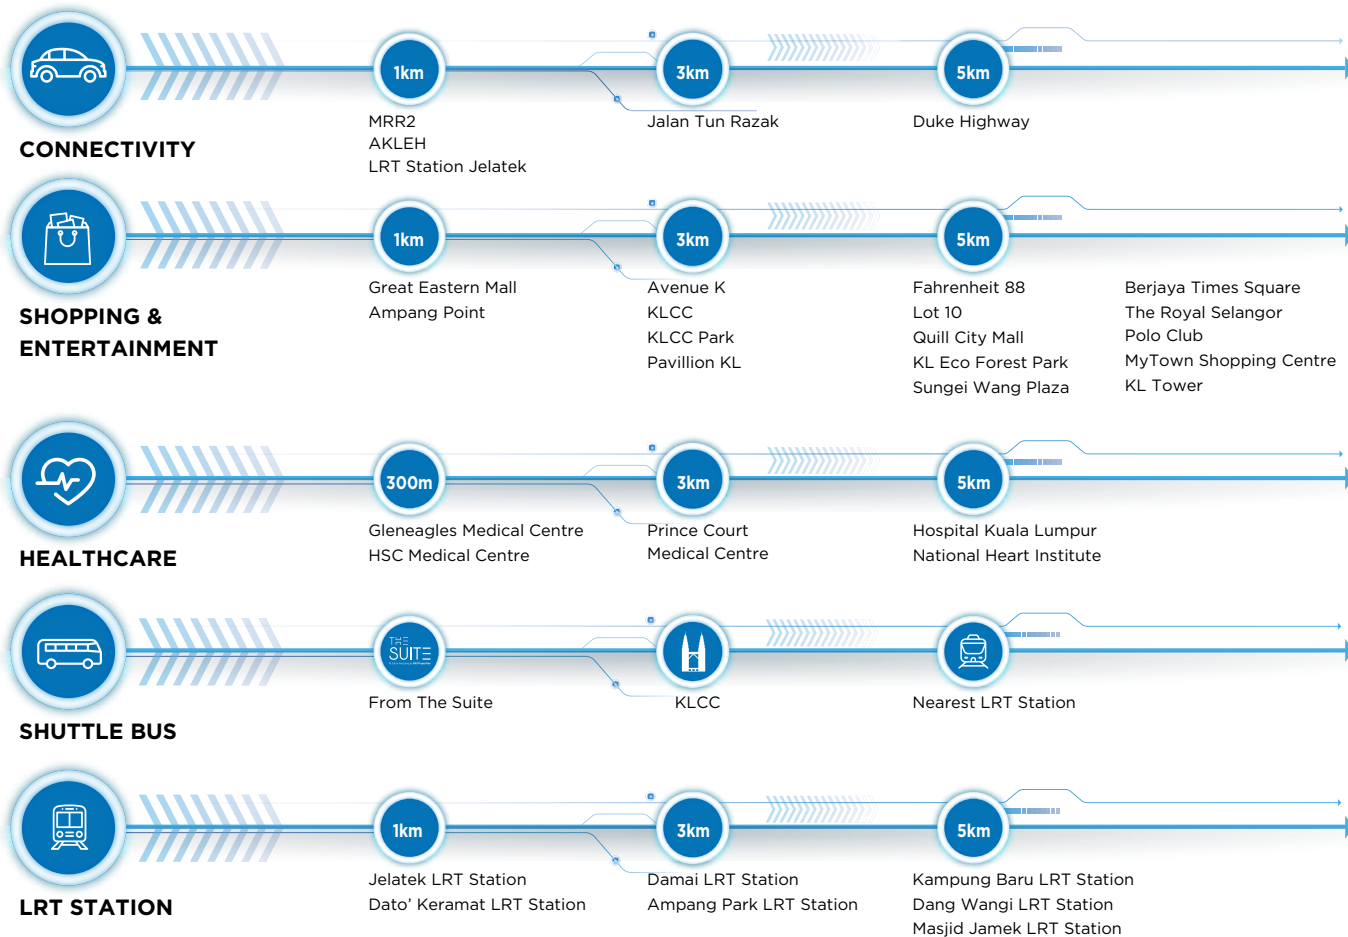 CONNECTIVITY
1km
MRR2
AKLEH
LRT Station Jelatek
3km
Jalan Tun Razak
5km
Duke Highway
SHOPPING &
ENTERTAINMENT
1km
Great Eastern Mall
Ampang Point
3km
Avenue K
KLCC
KLCC Park
Pavillion KL
5km
Fahrenheit 88
Lot 10
Quill City Mall
KL Eco Forest Park
Sungei Wang Plaza
Berjaya Times Square
The Royal Selangor
Polo Club
MyTown Shopping Centre
KL Tower
HEALTHCARE
300m
Gleneagles Medical Centre
HSC Medical Centre
3km
Prince Court
Medical Centre
5km
Hospital Kuala Lumpur
National Heart Institute
SHUTTLE BUS
THE
SUITE
From The Suite
KLCC
Nearest LRT Station
LRT STATION
1km
Jelatek LRT Station
Dato' Keramat LRT Station
3km
Damai LRT Station
Ampang Park LRT Station
5km
Kampung Baru LRT Station
Dang Wangi LRT Station
Masjid Jamek LRT Station